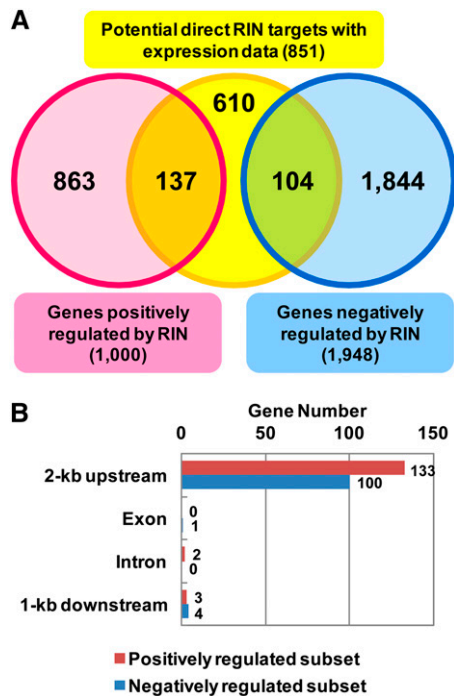 A
Potential direct RIN targets with
expression data (851)
610
863
137
104
1,844
Genes positively
regulated by RIN
(1,000)
Genes negatively
regulated by RIN
(1,948)
B
Gene Number
0 50 100 150
2-kb upstream
133
100
Exon
0
1
Intron
2
0
1-kb downstream
3
4
Positively regulated subset
Negatively regulated subset